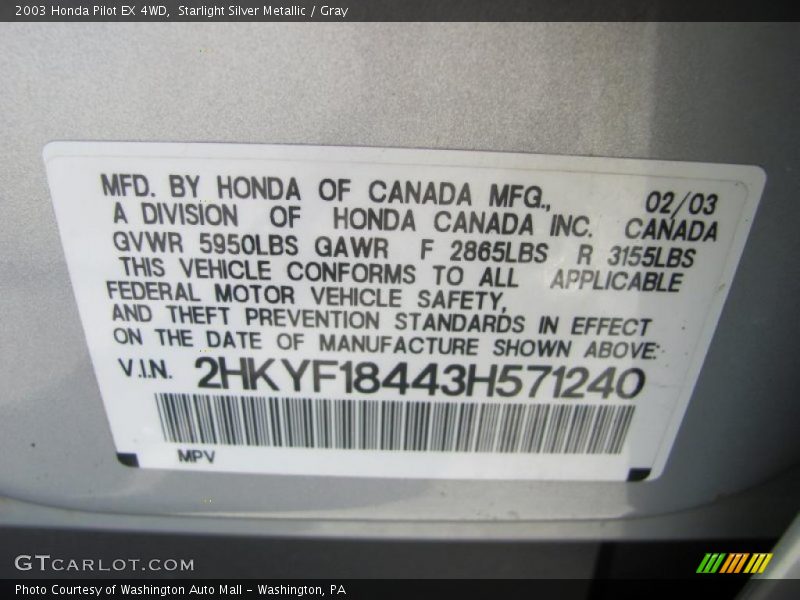 2003 Honda Pilot EX 4WD, Starlight Silver Metallic / Gray
MFD. BY HONDA OF CANADA MFG., 02/03
A DIVISION OF HONDA CANADA INC. CANADA
GVWR 5950LBS GAWR F 2865LBS R 3155LBS
THIS VEHICLE CONFORMS TO ALL APPLICABLE
FEDERAL MOTOR VEHICLE SAFETY,
AND THEFT PREVENTION STANDARDS IN EFFECT
ON THE DATE OF MANUFACTURE SHOWN ABOVE:
V.I.N. 2HKYF18443H571240
MPV
GTCARLOT.COM
Photo Courtesy of Washington Auto Mall - Washington, PA